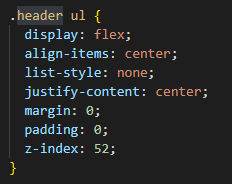 .header ul {
  display: flex;
  align-items: center;
  list-style: none;
  justify-content: center;
  margin: 0;
  padding: 0;
  z-index: 52;
}